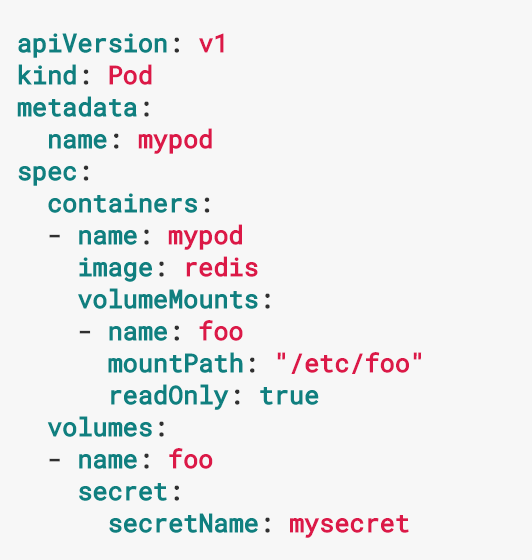 apiVersion: v1
kind: Pod
metadata:
  name: mypod
spec:
  containers:
  - name: mypod
    image: redis
    volumeMounts:
    - name: foo
      mountPath: "/etc/foo"
      readOnly: true
  volumes:
  - name: foo
    secret:
      secretName: mysecret